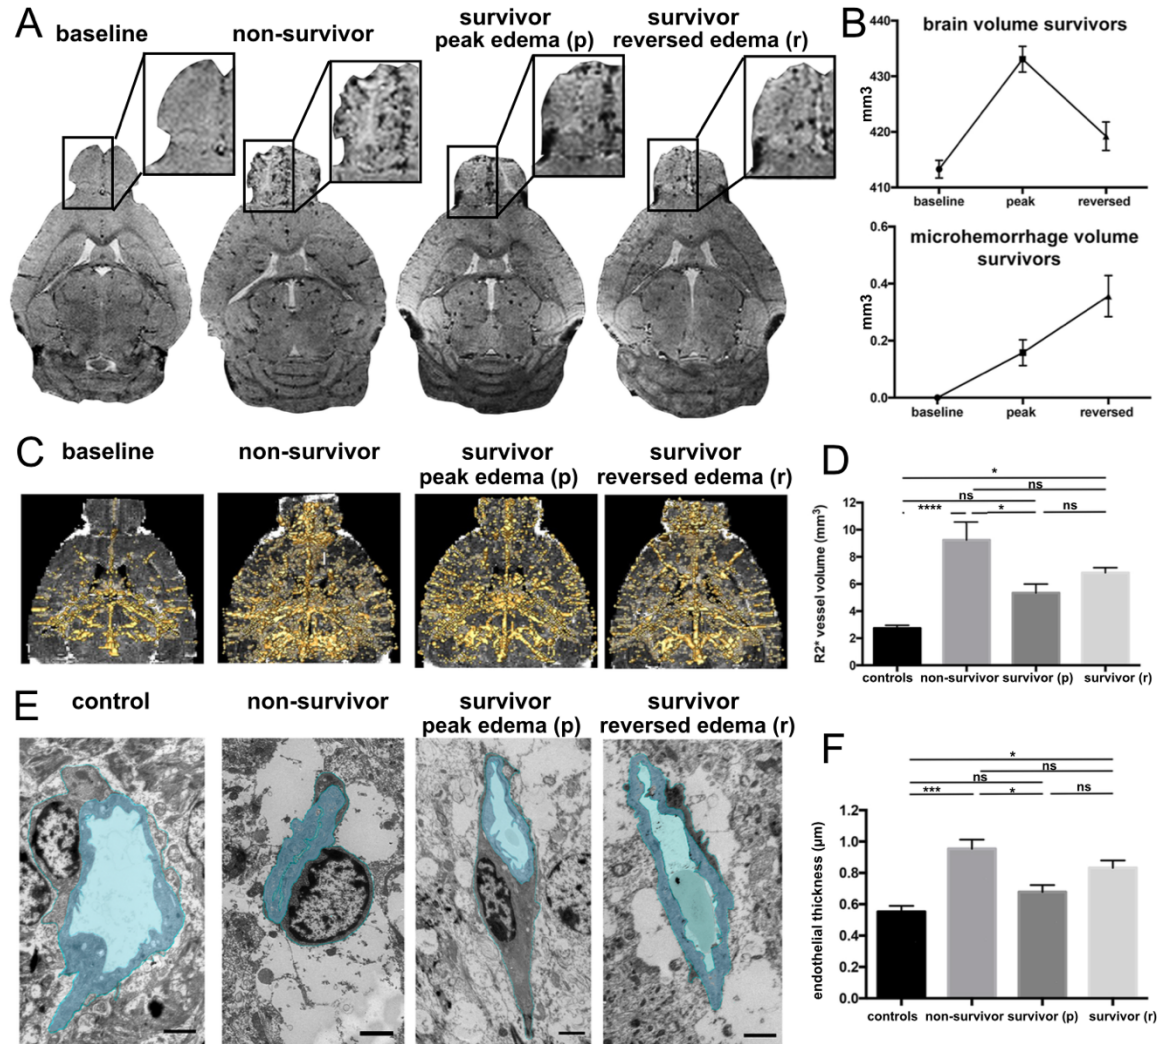 A
baseline
non-survivor
survivor
peak edema (p)
survivor
reversed edema (r)
B
brain volume survivors
mm3
440
430
420
410
baseline
peak
reversed
microhemorrhage volume
survivors
mm3
0.6
0.4
0.2
0.0
baseline
peak
reversed
C
baseline
non-survivor
survivor
peak edema (p)
survivor
reversed edema (r)
D
*
ns
ns
****
*
ns
R2* vessel volume (mm³)
12
10
8
6
4
2
0
controls
non-survivor
survivor (p)
survivor (r)
E
control
non-survivor
survivor
peak edema (p)
survivor
reversed edema (r)
F
*
ns
ns
***
*
ns
endothelial thickness (µm)
1.2
1.0
0.8
0.6
0.4
0.2
0.0
controls
non-survivor
survivor (p)
survivor (r)